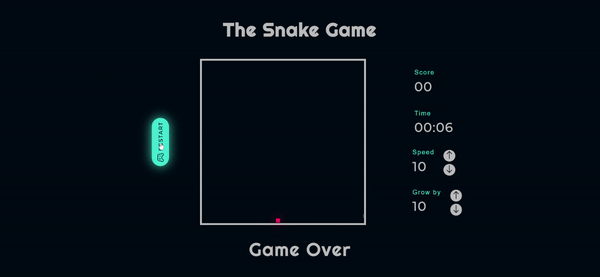 The Snake Game
RESTART
Score
00
Time
00:06
Speed
10
Grow by
10
Game Over